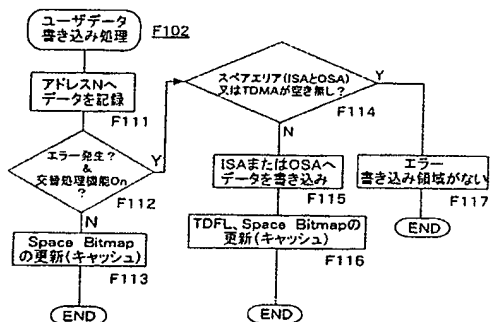 ユーザデータ
書き込み処理
F102
アドレスNへ
データを記録
F111
エラー発生?
&
交替処理機能On
?
Y
F112
N
Space Bitmap
の更新(キャッシュ)
F113
END
スペアエリア(ISAとOSA)
又はTDMAが空き無し?
Y
F114
N
ISAまたはOSAへ
データを書き込み
F115
TDFL、Space Bitmapの
更新(キャッシュ)
F116
END
エラー
書き込み領域がない
F117
END